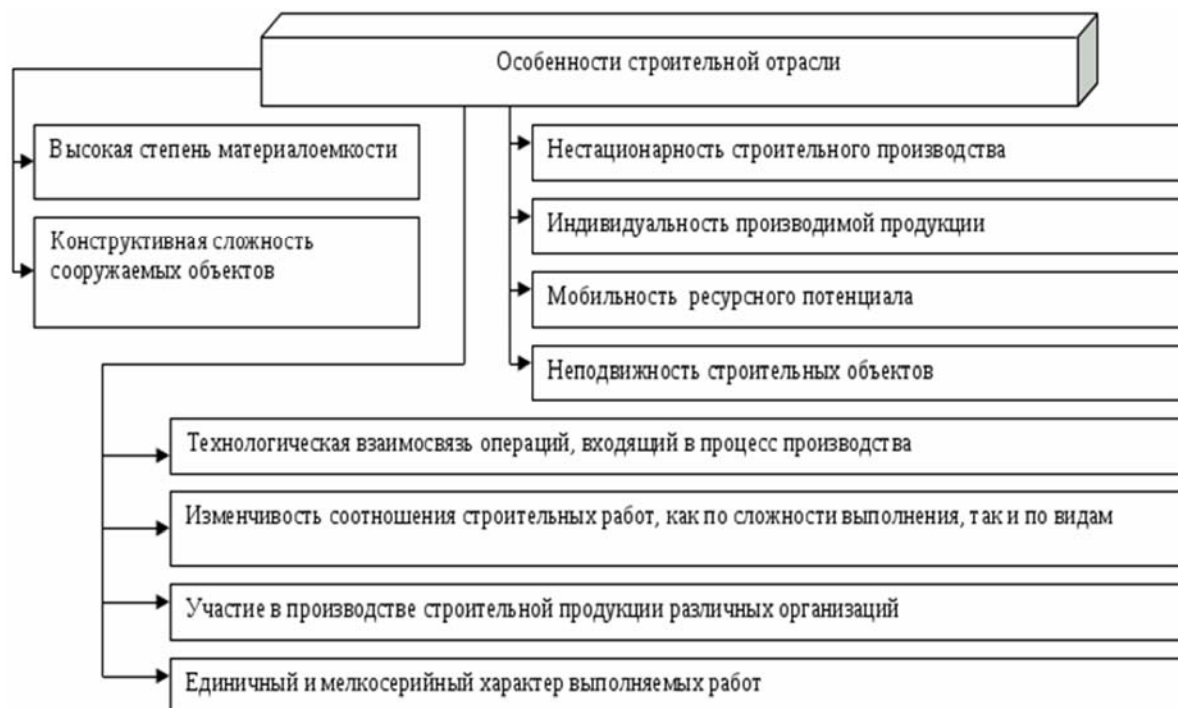 Особенности строительной отрасли
Высокая степень материалоемкости
Конструктивная сложность
сооружаемых объектов
Нестационарность строительного производства
Индивидуальность производимой продукции
Мобильность ресурсного потенциала
Неподвижность строительных объектов
Технологическая взаимосвязь операций, входящий в процесс производства
Изменчивость соотношения строительных работ, как по сложности выполнения, так и по видам
Участие в производстве строительной продукции различных организаций
Единичный и мелкосерийный характер выполняемых работ